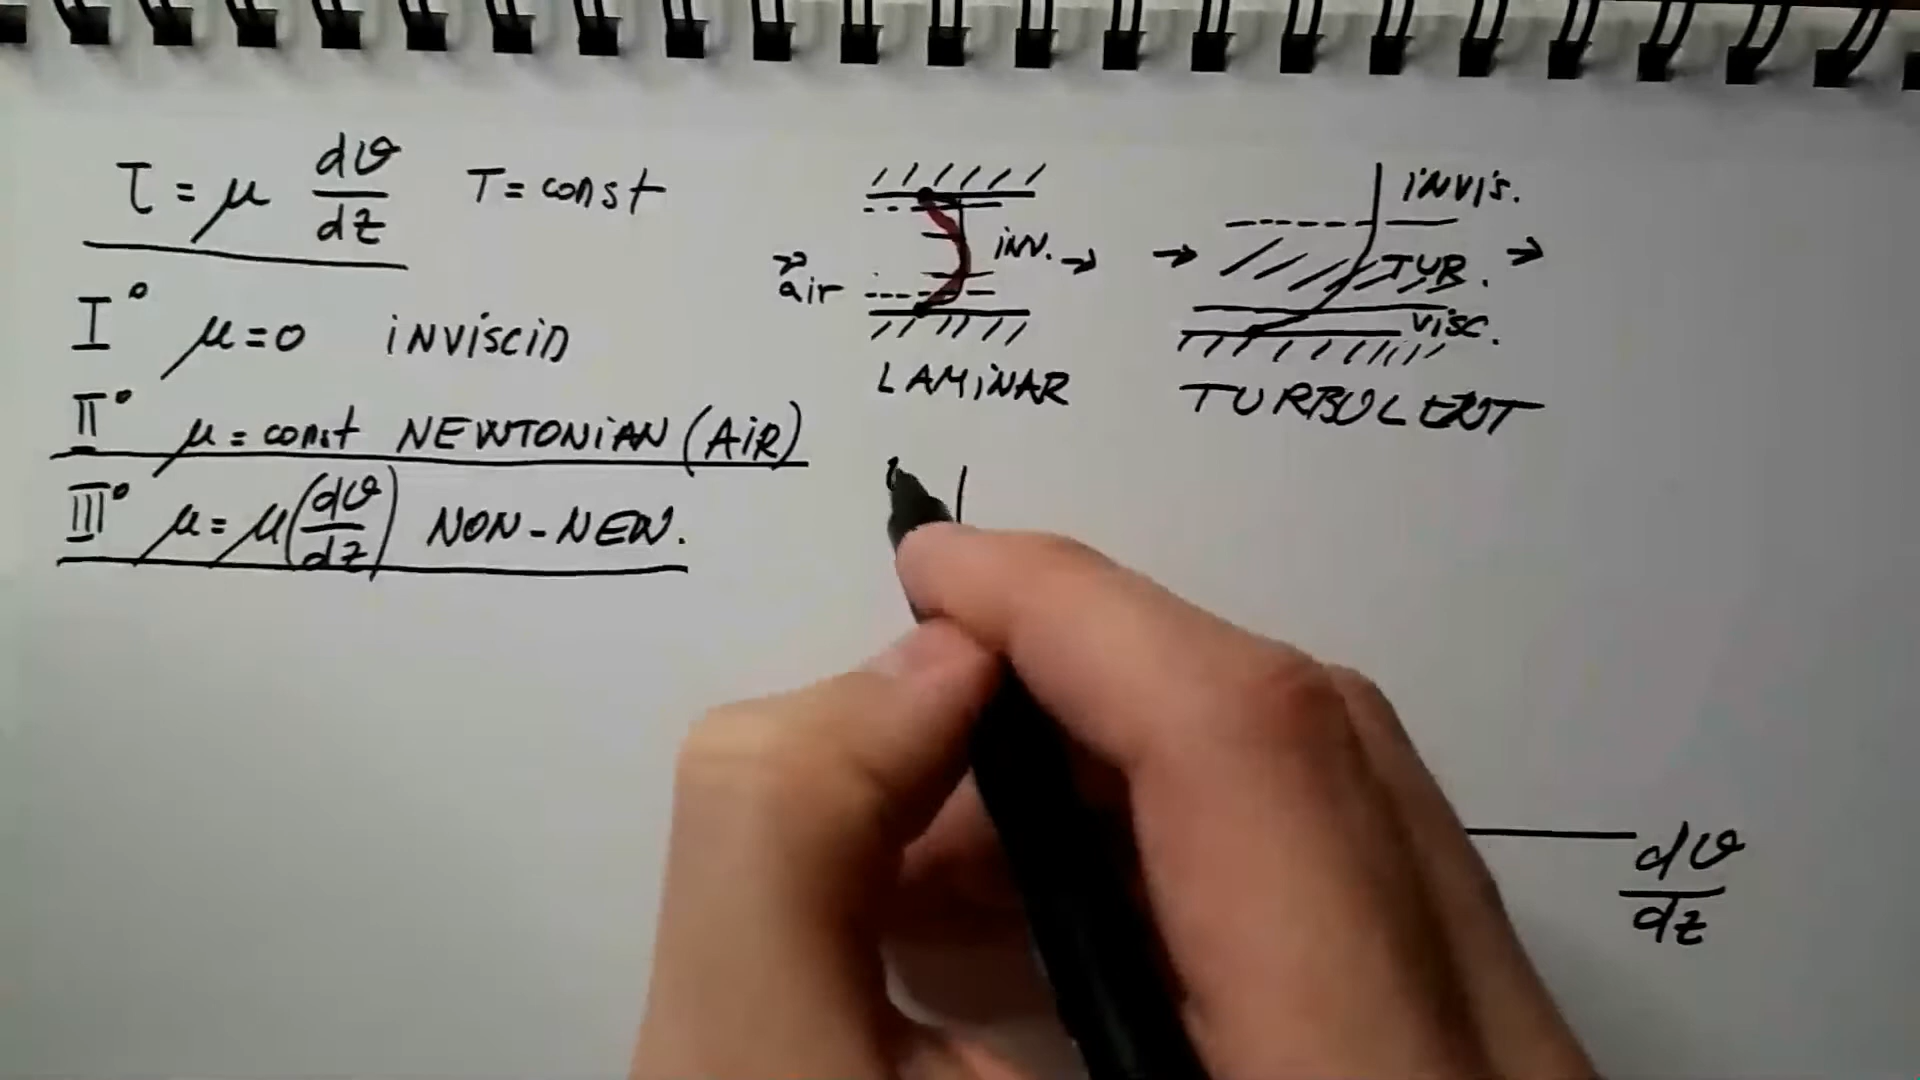 τ = μ dϑ/dz T = const
I° μ = 0 inviscid
II° μ = const NEWTONIAN (AIR)
III° μ = μ(dϑ/dz) NON-NEW.
air
inv.
LAMINAR
inVis.
TUR.
visc.
TURBULENT
dϑ/dz